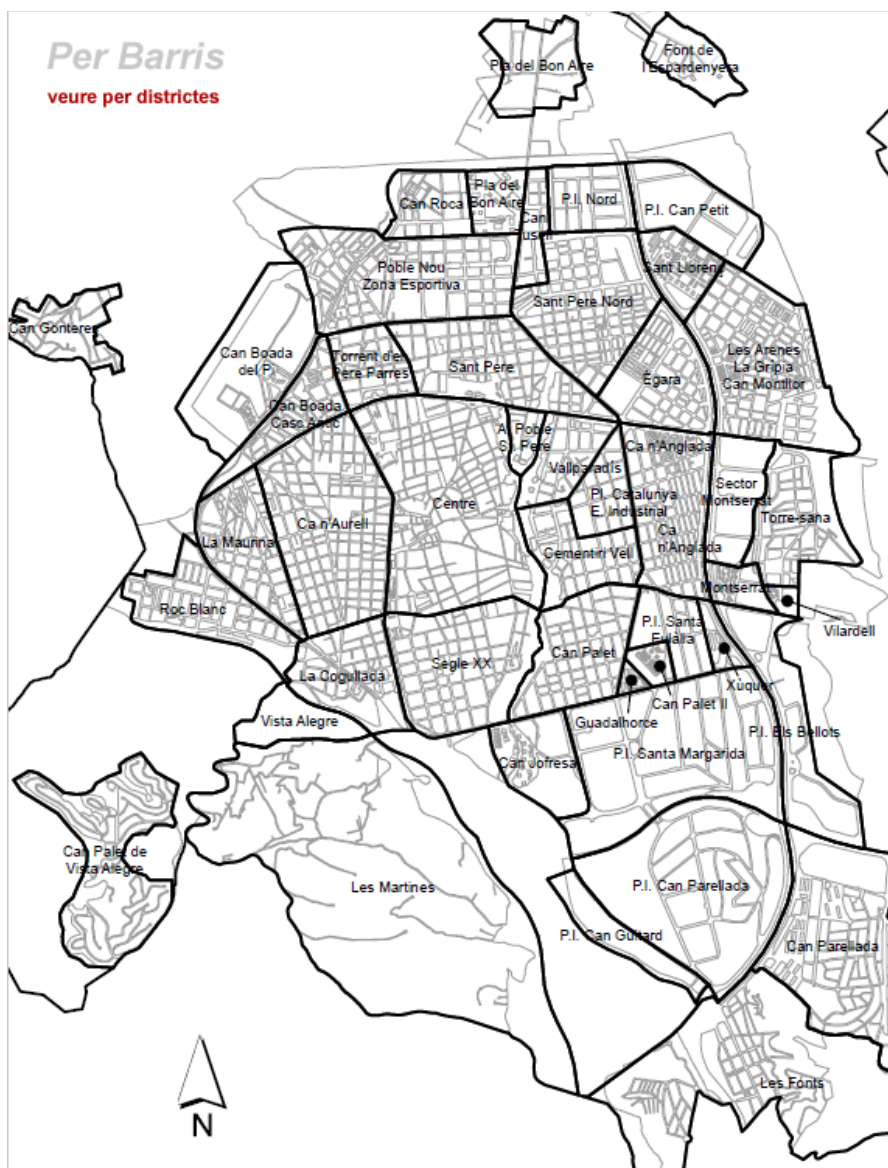 Per Barris
veure per districtes
Pla del Bon Aire
Font de
l'Espardenyera
Can Roca
Pla del
Bon Aire
Can
Tusell
P.I. Nord
P.I. Can Petit
Poble Nou
Zona Esportiva
Sant Llorenç
Sant Pere Nord
Can Gonteres
Can Boada
del Pi
Torrent d'en
Pere Parres
Sant Pere
Ègara
Les Arenes
La Grípia
Can Montllor
Can Boada
Casc Antic
A. Poble
S. Pere
Vallparadís
Ca n'Anglada
Centre
Pl. Catalunya
E. Industrial
Sector
Montserrat
Torre-sana
Ca n'Aurell
La Maurina
Cementiri Vell
Ca
n'Anglada
Montserrat
Roc Blanc
P.I. Santa
Eulàlia
Vilardell
Can Palet
Segle XX
La Cogullada
Xúquer
Can Palet II
Guadalhorce
Vista Alegre
P.I. Els Bellots
P.I. Santa Margarida
Can Jofresa
Can Palet de
Vista Alegre
Les Martines
P.I. Can Parellada
P.I. Can Guitard
Can Parellada
Les Fonts
N